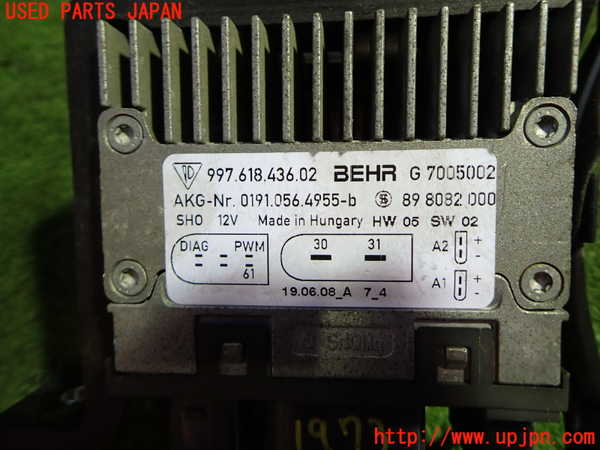 USED PARTS JAPAN
997.618.436.02 BEHR G 7005002
AKG-Nr. 0191.056.4955-b 89 8082 000
SHO 12V Made in Hungary HW 05 SW 02
DIAG PWM 30 31 A2 + -
61 A1 + -
19.06.08_A 7_4
197
http://www.upjpn.com/